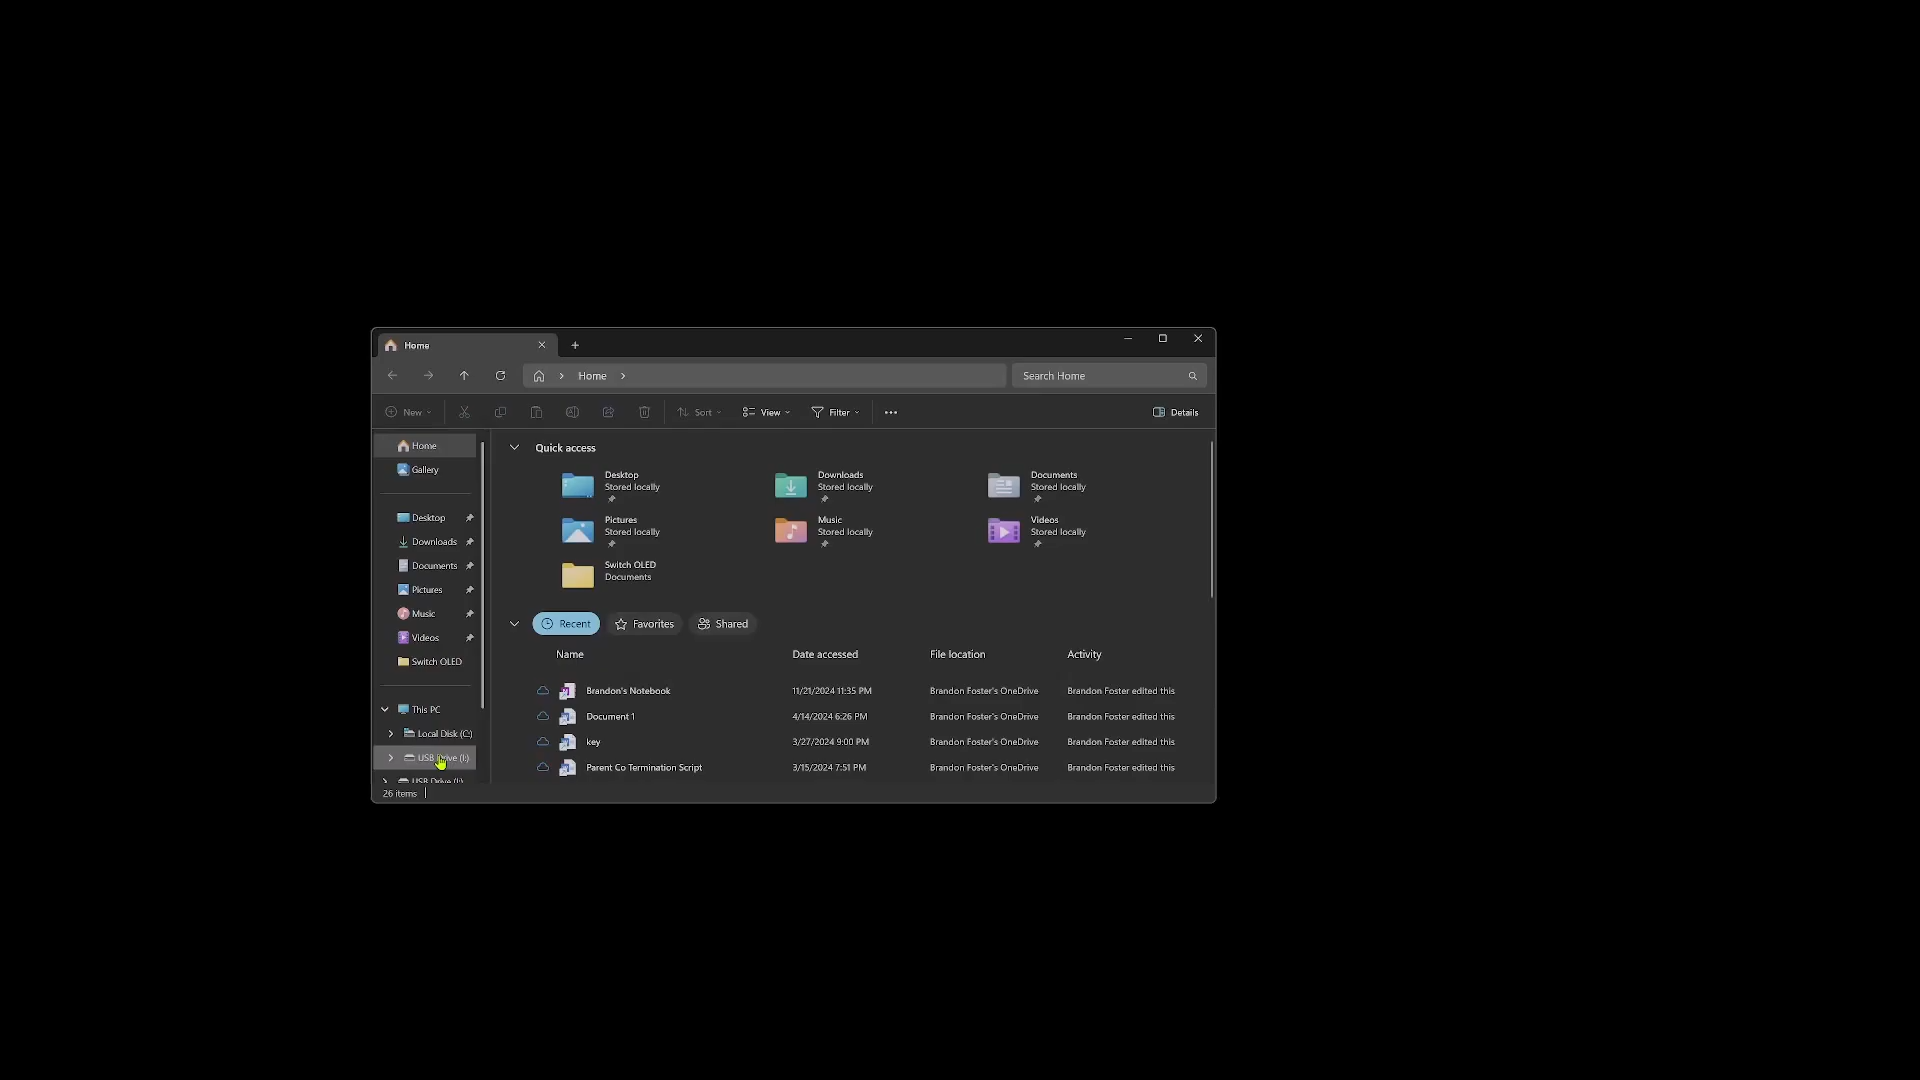 Home
Home
Search Home
New
Sort
View
Filter
Details
Home
Gallery
Desktop
Downloads
Documents
Pictures
Music
Videos
Switch OLED
This PC
Local Disk (C:)
USB Drive (I:)
USB Drive (I:)
26 items
Quick access
Desktop
Stored locally
Downloads
Stored locally
Documents
Stored locally
Pictures
Stored locally
Music
Stored locally
Videos
Stored locally
Switch OLED
Documents
Recent
Favorites
Shared
Name Date accessed File location Activity
Brandon's Notebook 11/21/2024 11:35 PM Brandon Foster's OneDrive Brandon Foster edited this
Document 1 4/14/2024 6:26 PM Brandon Foster's OneDrive Brandon Foster edited this
key 3/27/2024 9:00 PM Brandon Foster's OneDrive Brandon Foster edited this
Parent Co Termination Script 3/15/2024 7:51 PM Brandon Foster's OneDrive Brandon Foster edited this